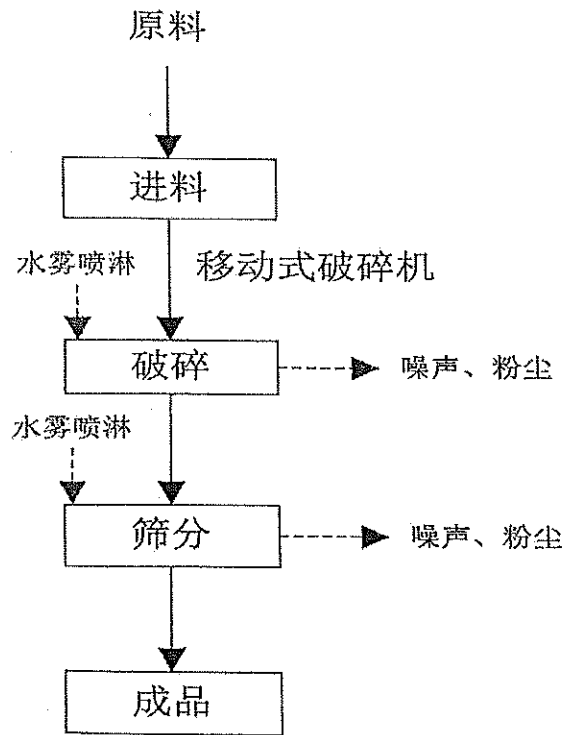 原料
进料
水雾喷淋
移动式破碎机
破碎
噪声、粉尘
水雾喷淋
筛分
噪声、粉尘
成品